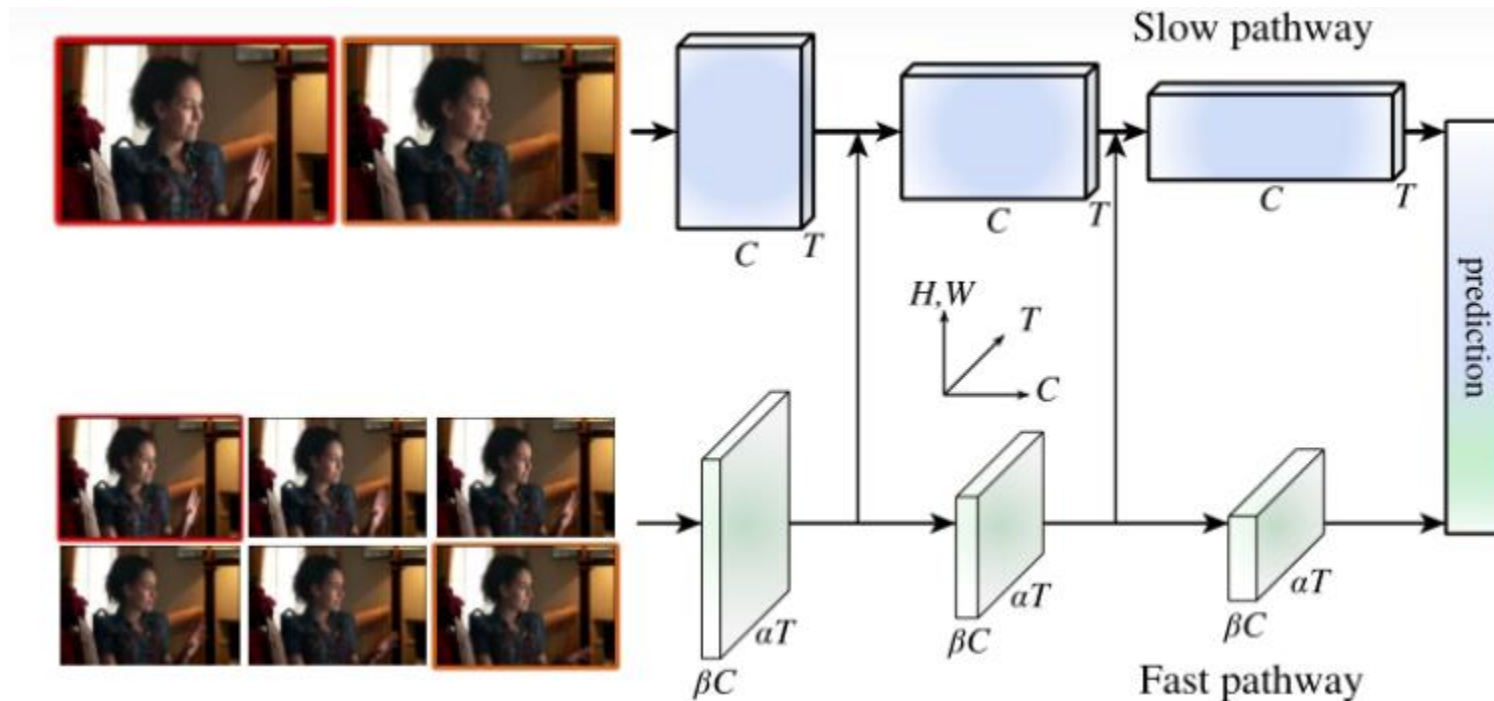 Slow pathway
C
T
C
T
C
T
H,W
T
C
prediction
αT
βC
αT
βC
αT
βC
Fast pathway